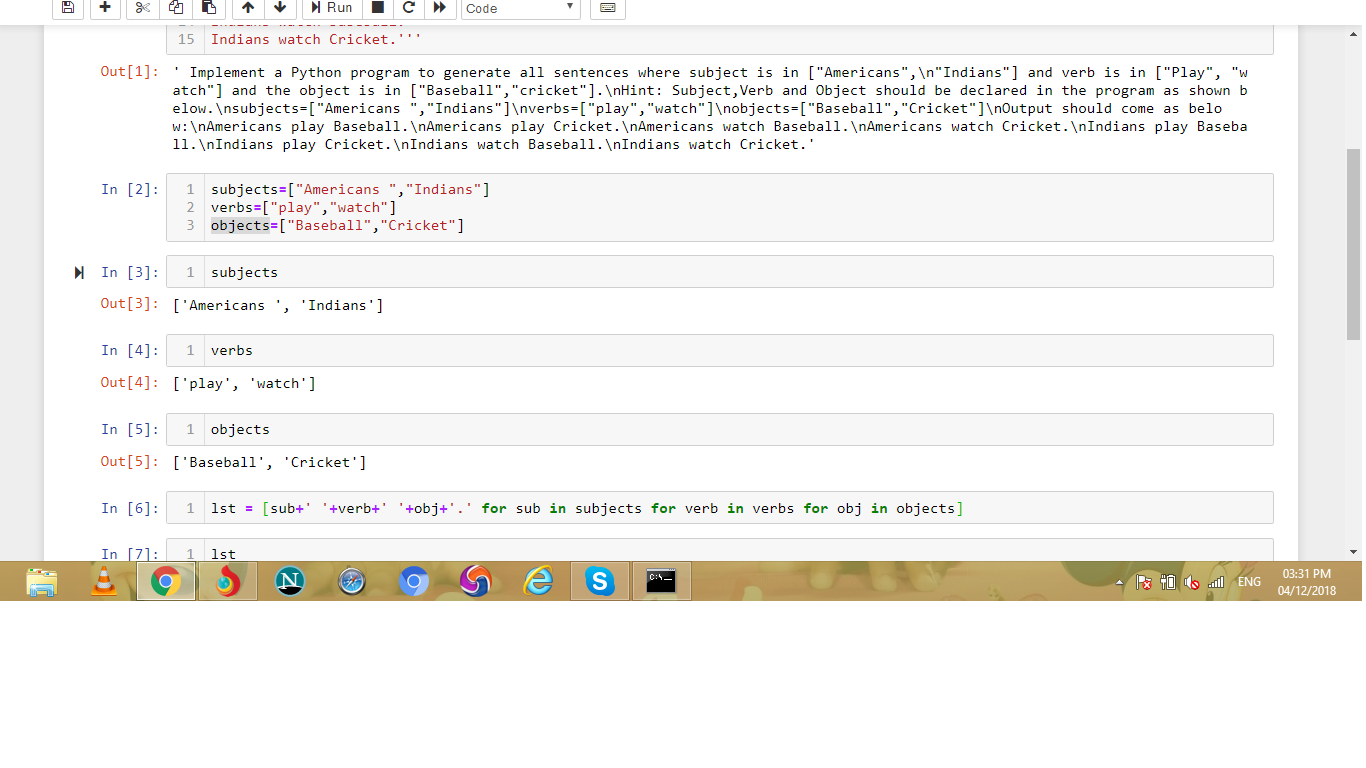 Run
Code
15 Indians watch Cricket.'''
Out[1]: ' Implement a Python program to generate all sentences where subject is in ["Americans",\n"Indians"] and verb is in ["Play", "w
atch"] and the object is in ["Baseball","cricket"].\nHint: Subject,Verb and Object should be declared in the program as shown b
elow.\nsubjects=["Americans ","Indians"]\nverbs=["play","watch"]\nobjects=["Baseball","Cricket"]\nOutput should come as belo
w:\nAmericans play Baseball.\nAmericans play Cricket.\nAmericans watch Baseball.\nAmericans watch Cricket.\nIndians play Baseba
ll.\nIndians play Cricket.\nIndians watch Baseball.\nIndians watch Cricket.'
In [2]: 1 subjects=["Americans ","Indians"]
2 verbs=["play","watch"]
3 objects=["Baseball","Cricket"]
In [3]: 1 subjects
Out[3]: ['Americans ', 'Indians']
In [4]: 1 verbs
Out[4]: ['play', 'watch']
In [5]: 1 objects
Out[5]: ['Baseball', 'Cricket']
In [6]: 1 lst = [sub+' '+verb+' '+obj+'.' for sub in subjects for verb in verbs for obj in objects]
In [7]: 1 lst
N
S
C:\
ENG
03:31 PM
04/12/2018